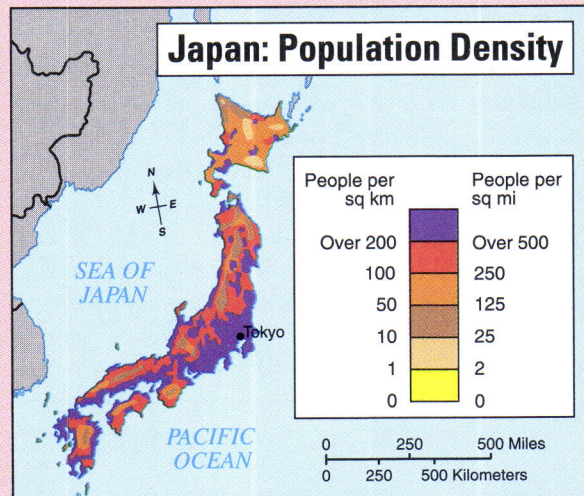 Japan: Population Density
N
W E
S
SEA OF
JAPAN
Tokyo
PACIFIC
OCEAN
People per
sq km
People per
sq mi
Over 200 Over 500
100 250
50 125
10 25
1 2
0 0
0 250 500 Miles
0 250 500 Kilometers